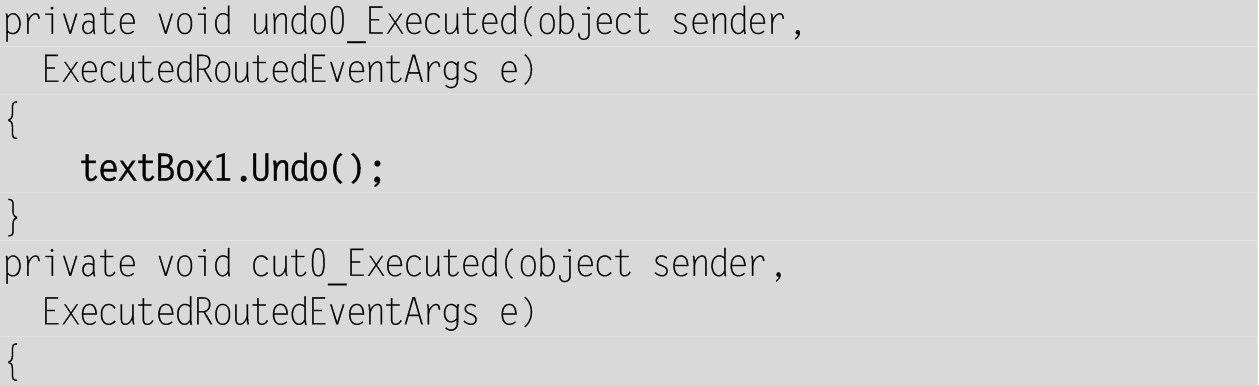 private void undo0_Executed(object sender,
  ExecutedRoutedEventArgs e)
{
    textBox1.Undo();
}
private void cut0_Executed(object sender,
  ExecutedRoutedEventArgs e)
{